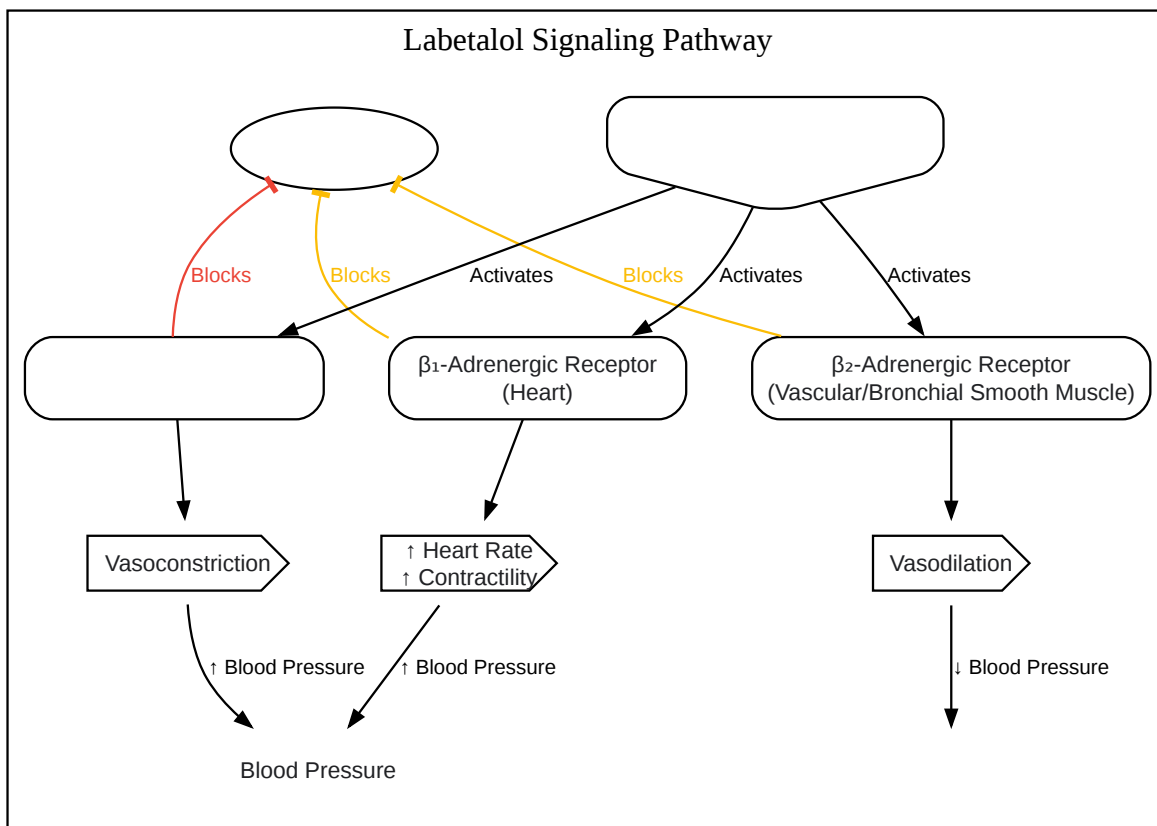 Labetalol Signaling Pathway
Blocks
Blocks
Activates
Blocks
Activates
Activates
β₁-Adrenergic Receptor
(Heart)
β₂-Adrenergic Receptor
(Vascular/Bronchial Smooth Muscle)
Vasoconstriction
↑ Heart Rate
↑ Contractility
Vasodilation
↑ Blood Pressure
↑ Blood Pressure
↓ Blood Pressure
Blood Pressure